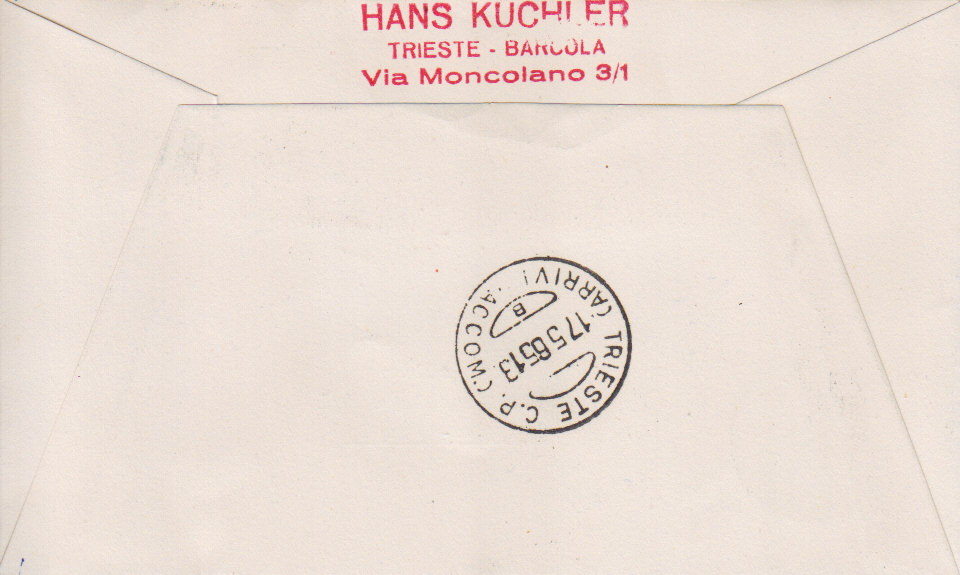 HANS KUCHLER
TRIESTE - BARCOLA
Via Moncolano 3/1
TRIESTE C.P.
(ARRIVI ACCOM.)
B
17 5 65 13